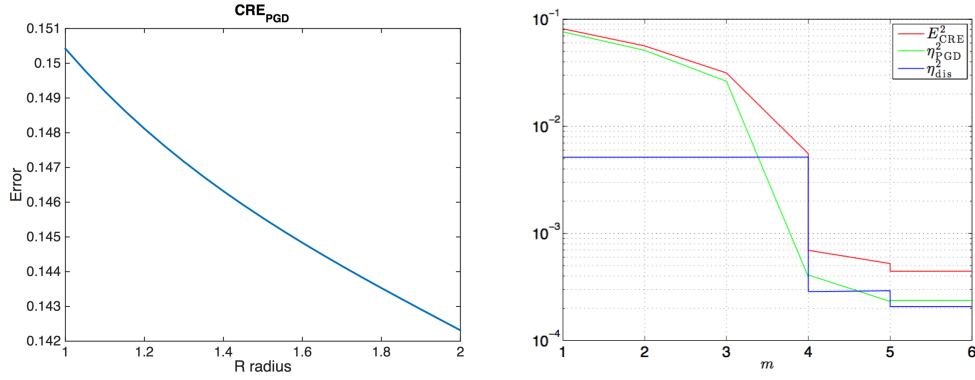 CRE_PGD
0.151
0.15
0.149
0.148
0.147
0.146
0.145
0.144
0.143
0.142
Error
1 1.2 1.4 1.6 1.8 2
R radius
10^-1
10^-2
10^-3
10^-4
E^2_CRE
η^2_PGD
η^2_dis
1 2 3 4 5 6
m